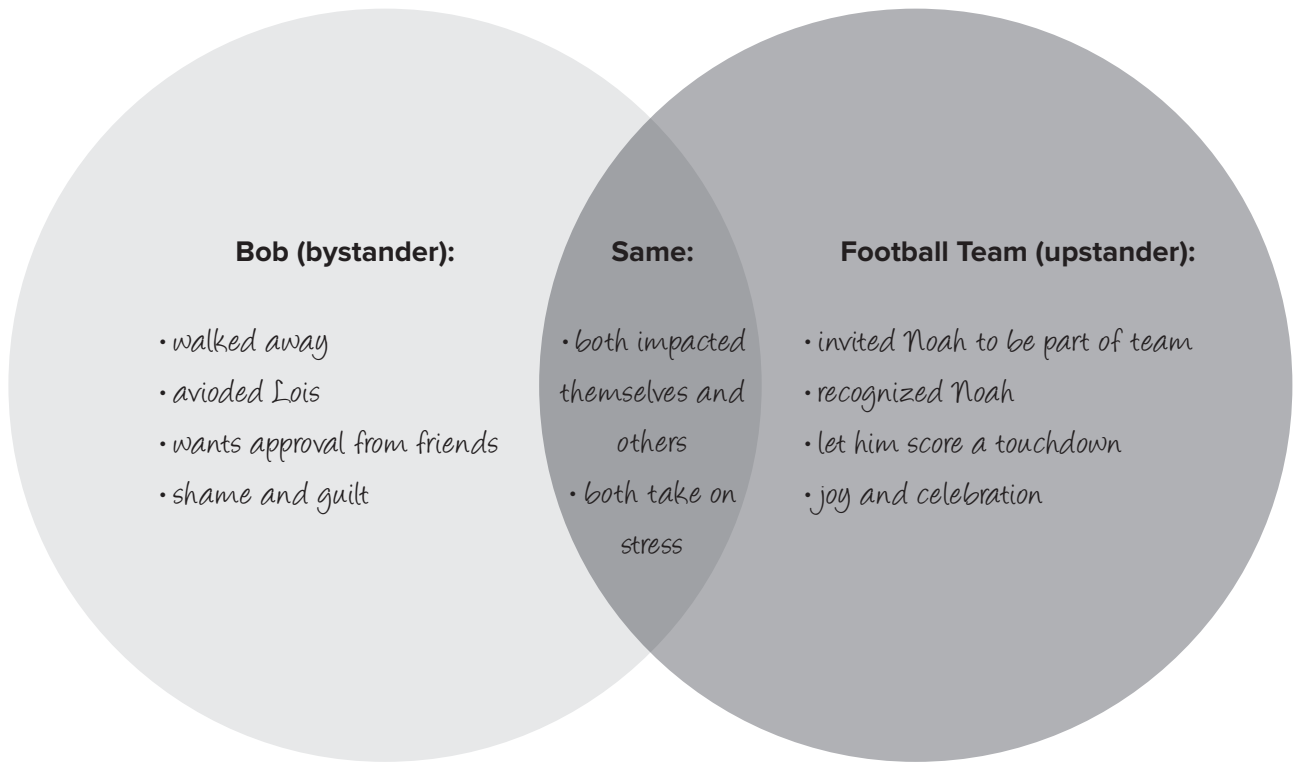 Bob (bystander):
• walked away
• avioded Lois
• wants approval from friends
• shame and guilt
Same:
• both impacted
themselves and
others
• both take on
stress
Football Team (upstander):
• invited Noah to be part of team
• recognized Noah
• let him score a touchdown
• joy and celebration